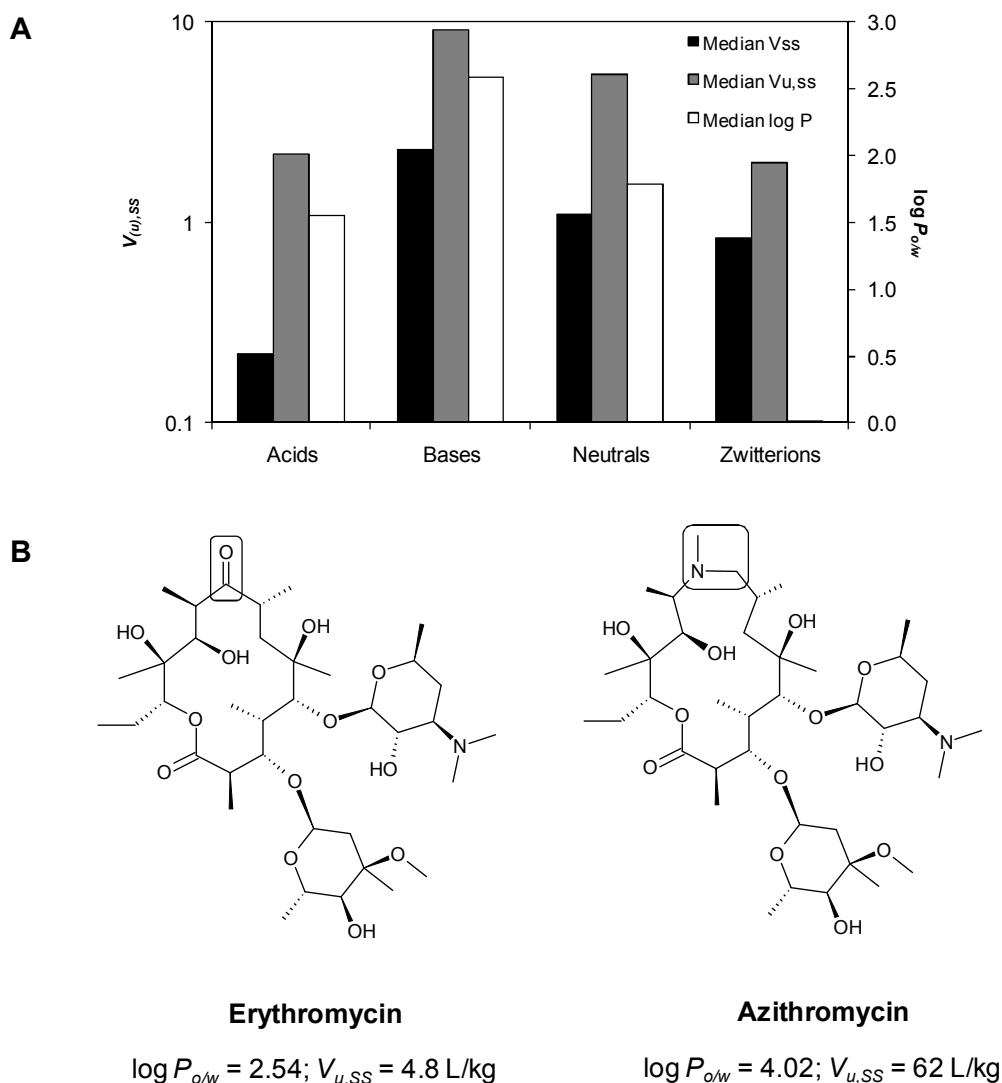 A
10
1
0.1
V(u),SS
3.0
2.5
2.0
1.5
1.0
0.5
0.0
log Po/w
Median Vss
Median Vu,ss
Median log P
Acids Bases Neutrals Zwitterions
B
O
HO
OH
HO
O
O
O
O
HO
N
O
O
O
OH
N
HO
OH
HO
O
O
O
O
HO
N
O
O
O
OH
Erythromycin
log Po/w = 2.54; Vu,SS = 4.8 L/kg
Azithromycin
log Po/w = 4.02; Vu,SS = 62 L/kg